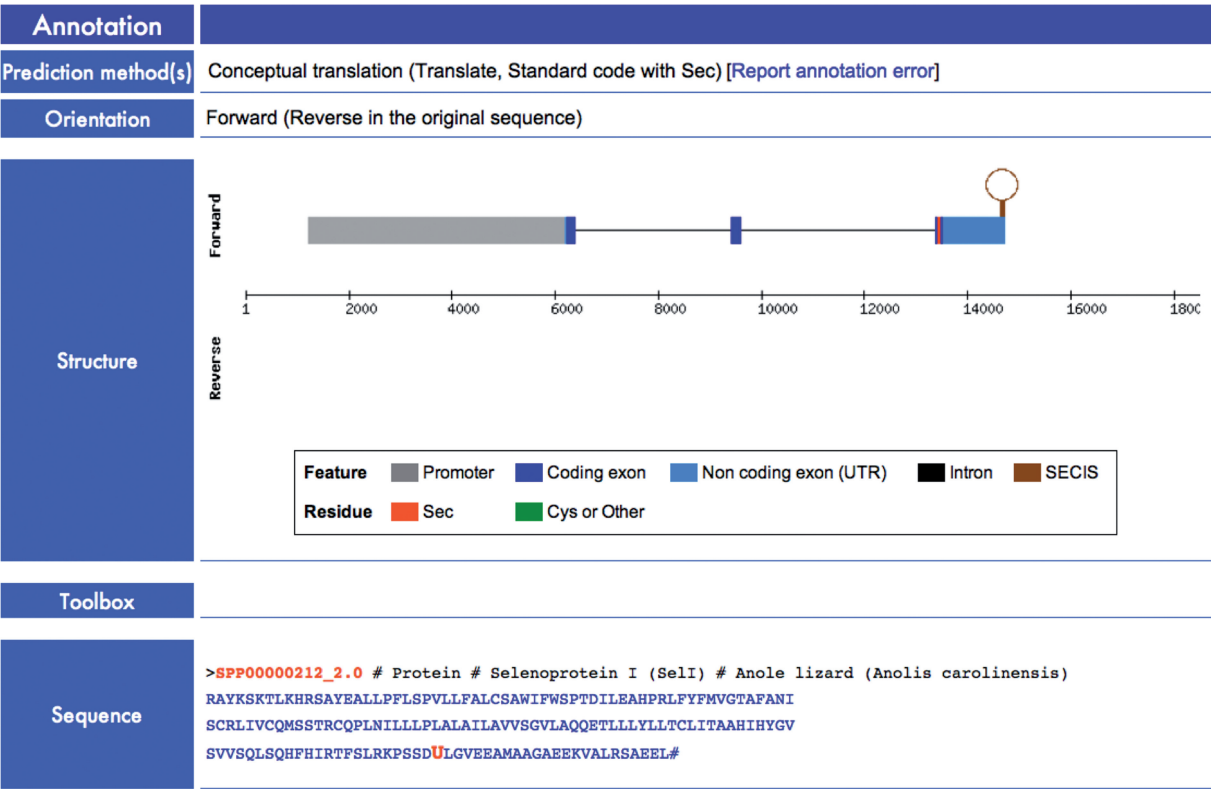 Annotation
Prediction method(s)
Conceptual translation (Translate, Standard code with Sec) [Report annotation error]
Orientation
Forward (Reverse in the original sequence)
Structure
Forward
1 2000 4000 6000 8000 10000 12000 14000 16000 1800
Reverse
Feature Promoter Coding exon Non coding exon (UTR) Intron SECIS
Residue Sec Cys or Other
Toolbox
Sequence
>SPP00000212_2.0 # Protein # Selenoprotein I (SelI) # Anole lizard (Anolis carolinensis)
RAYKSKTLKHRSAYEALLPFLSPVLLFALCSAWIFWSPTDILEAHPRLFYFMVGTAFANI
SCRLIVCQMSSTRCQPLNILLLPLALAILAVVSGVLAQQETLLLYLLTCLITAAHIHYGV
SVVSQLSQHFHIRTFSLRKPSSDULGVEEAMAAGAEEKVALRSAEEL#